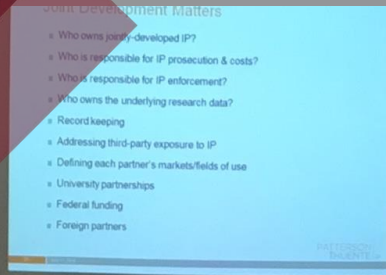 Joint Development Matters
Who owns jointly-developed IP?
Who is responsible for IP prosecution & costs?
Who is responsible for IP enforcement?
Who owns the underlying research data?
Record keeping
Addressing third-party exposure to IP
Defining each partner's markets/fields of use
University partnerships
Federal funding
Foreign partners
PATTERSON
THUENTE